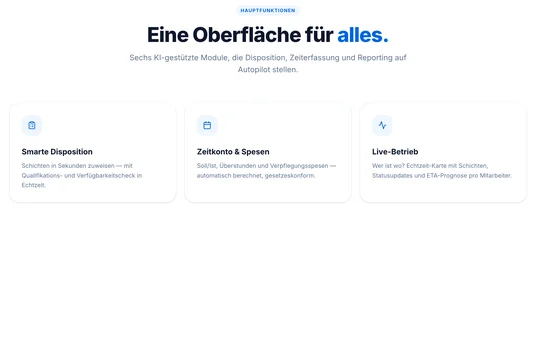 HAUPTFUNKTIONEN
Eine Oberfläche für alles.
Sechs KI-gestützte Module, die Disposition, Zeiterfassung und Reporting auf
Autopilot stellen.
Smarte Disposition
Schichten in Sekunden zuweisen — mit
Qualifikations- und Verfügbarkeitscheck in
Echtzeit.
Zeitkonto & Spesen
Soll/Ist, Überstunden und Verpflegungsspesen —
automatisch berechnet, gesetzeskonform.
Live-Betrieb
Wer ist wo? Echtzeit-Karte mit Schichten,
Statusupdates und ETA-Prognose pro Mitarbeiter.